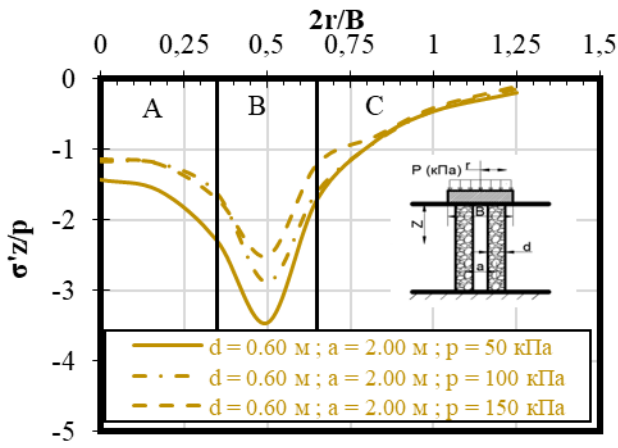 2r/B
0 0,25 0,5 0,75 1 1,25 1,5
0
-1
-2
-3
-4
-5
σ'z/p
A B C
r
P (кПа)
B
Z
d
a
d = 0.60 м ; a = 2.00 м ; p = 50 кПа
d = 0.60 м ; a = 2.00 м ; p = 100 кПа
d = 0.60 м ; a = 2.00 м ; p = 150 кПа